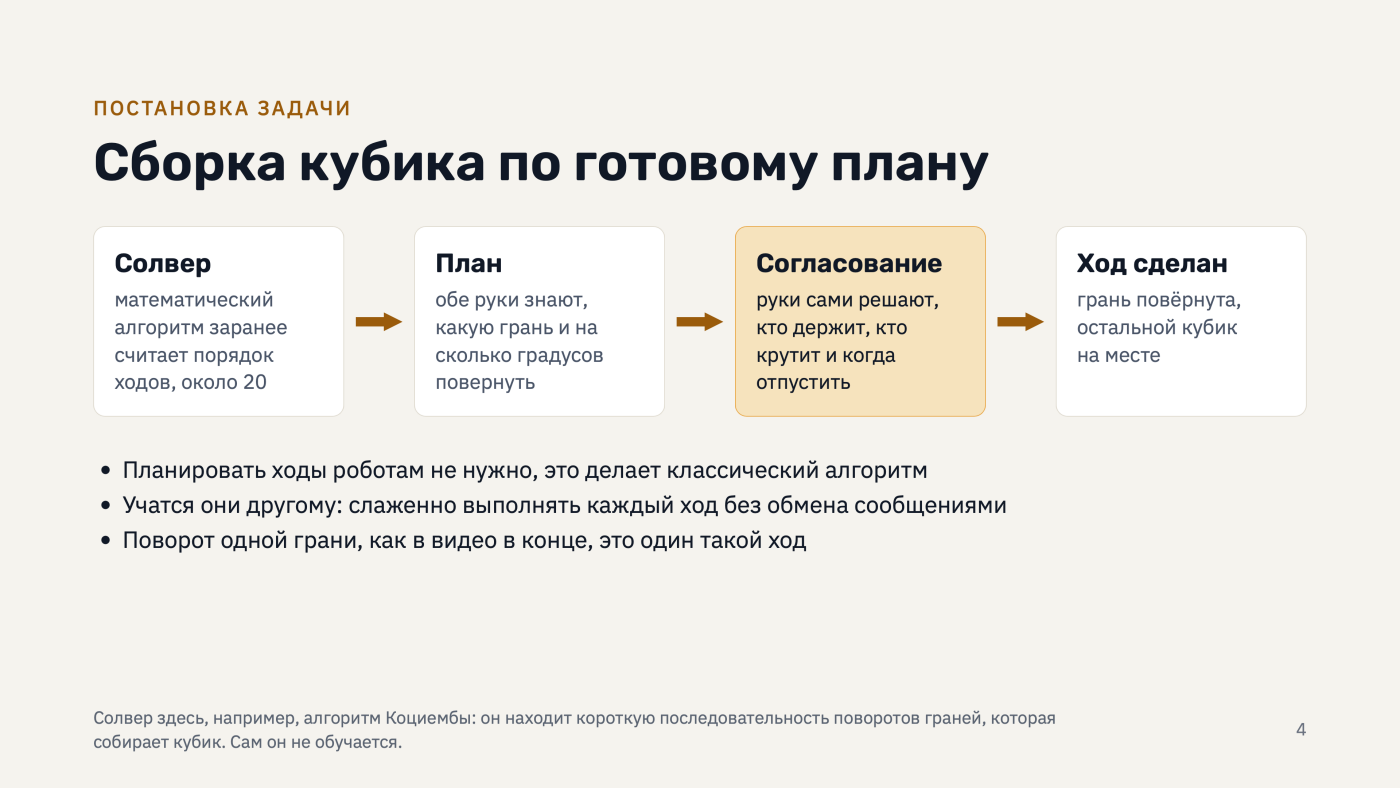 ПОСТАНОВКА ЗАДАЧИ
Сборка кубика по готовому плану
Солвер
математический
алгоритм заранее
считает порядок
ходов, около 20
План
обе руки знают,
какую грань и на
сколько градусов
повернуть
Согласование
руки сами решают,
кто держит, кто
крутит и когда
отпустить
Ход сделан
грань повёрнута,
остальной кубик
на месте
• Планировать ходы роботам не нужно, это делает классический алгоритм
• Учатся они другому: слаженно выполнять каждый ход без обмена сообщениями
• Поворот одной грани, как в видео в конце, это один такой ход
Солвер здесь, например, алгоритм Коциембы: он находит короткую последовательность поворотов граней, которая
собирает кубик. Сам он не обучается.
4